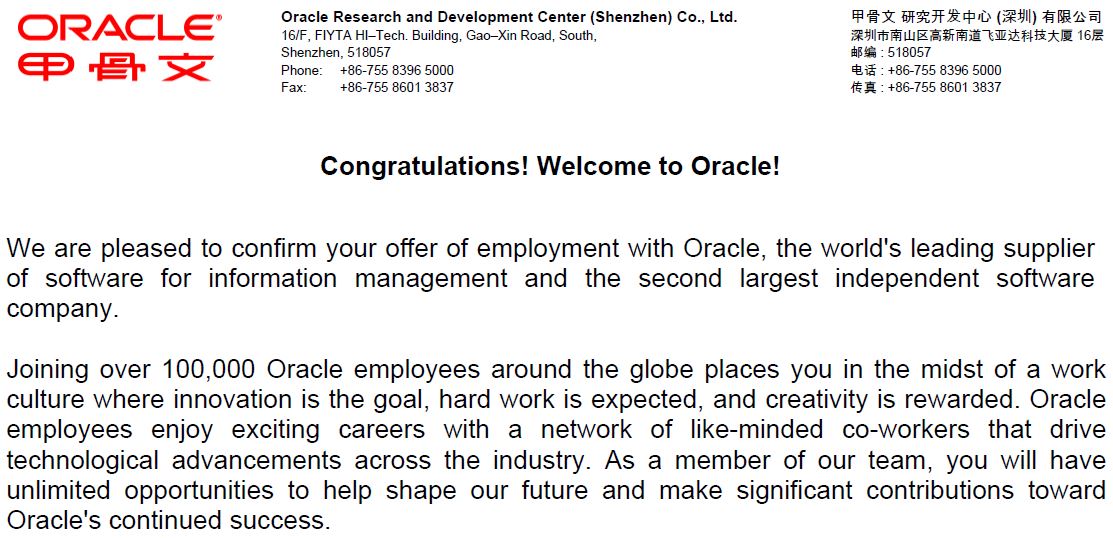 ORACLE®
甲骨文
Oracle Research and Development Center (Shenzhen) Co., Ltd.
16/F, FIYTA HI–Tech. Building, Gao–Xin Road, South,
Shenzhen, 518057
Phone: +86-755 8396 5000
Fax: +86-755 8601 3837
甲骨文 研究开发中心 (深圳) 有限公司
深圳市南山区高新南道飞亚达科技大厦 16层
邮编 : 518057
电话 : +86-755 8396 5000
传真 : +86-755 8601 3837
Congratulations! Welcome to Oracle!
We are pleased to confirm your offer of employment with Oracle, the world's leading supplier
of software for information management and the second largest independent software
company.
Joining over 100,000 Oracle employees around the globe places you in the midst of a work
culture where innovation is the goal, hard work is expected, and creativity is rewarded. Oracle
employees enjoy exciting careers with a network of like-minded co-workers that drive
technological advancements across the industry. As a member of our team, you will have
unlimited opportunities to help shape our future and make significant contributions toward
Oracle's continued success.